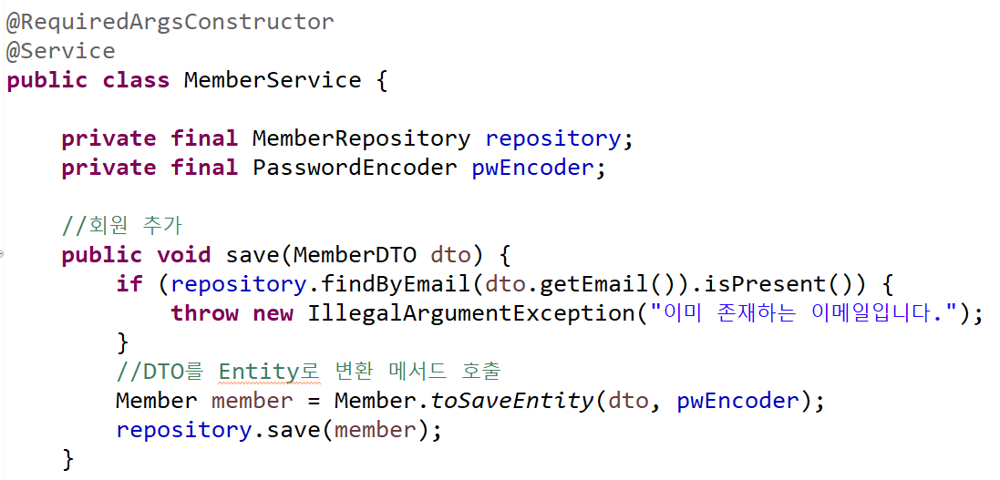 @RequiredArgsConstructor
@Service
public class MemberService {
private final MemberRepository repository;
private final PasswordEncoder pwEncoder;
//회원 추가
public void save(MemberDTO dto) {
if (repository.findByEmail(dto.getEmail()).isPresent()) {
throw new IllegalArgumentException("이미 존재하는 이메일입니다.");
}
//DTO를 Entity로 변환 메서드 호출
Member member = Member.toSaveEntity(dto, pwEncoder);
repository.save(member);
}